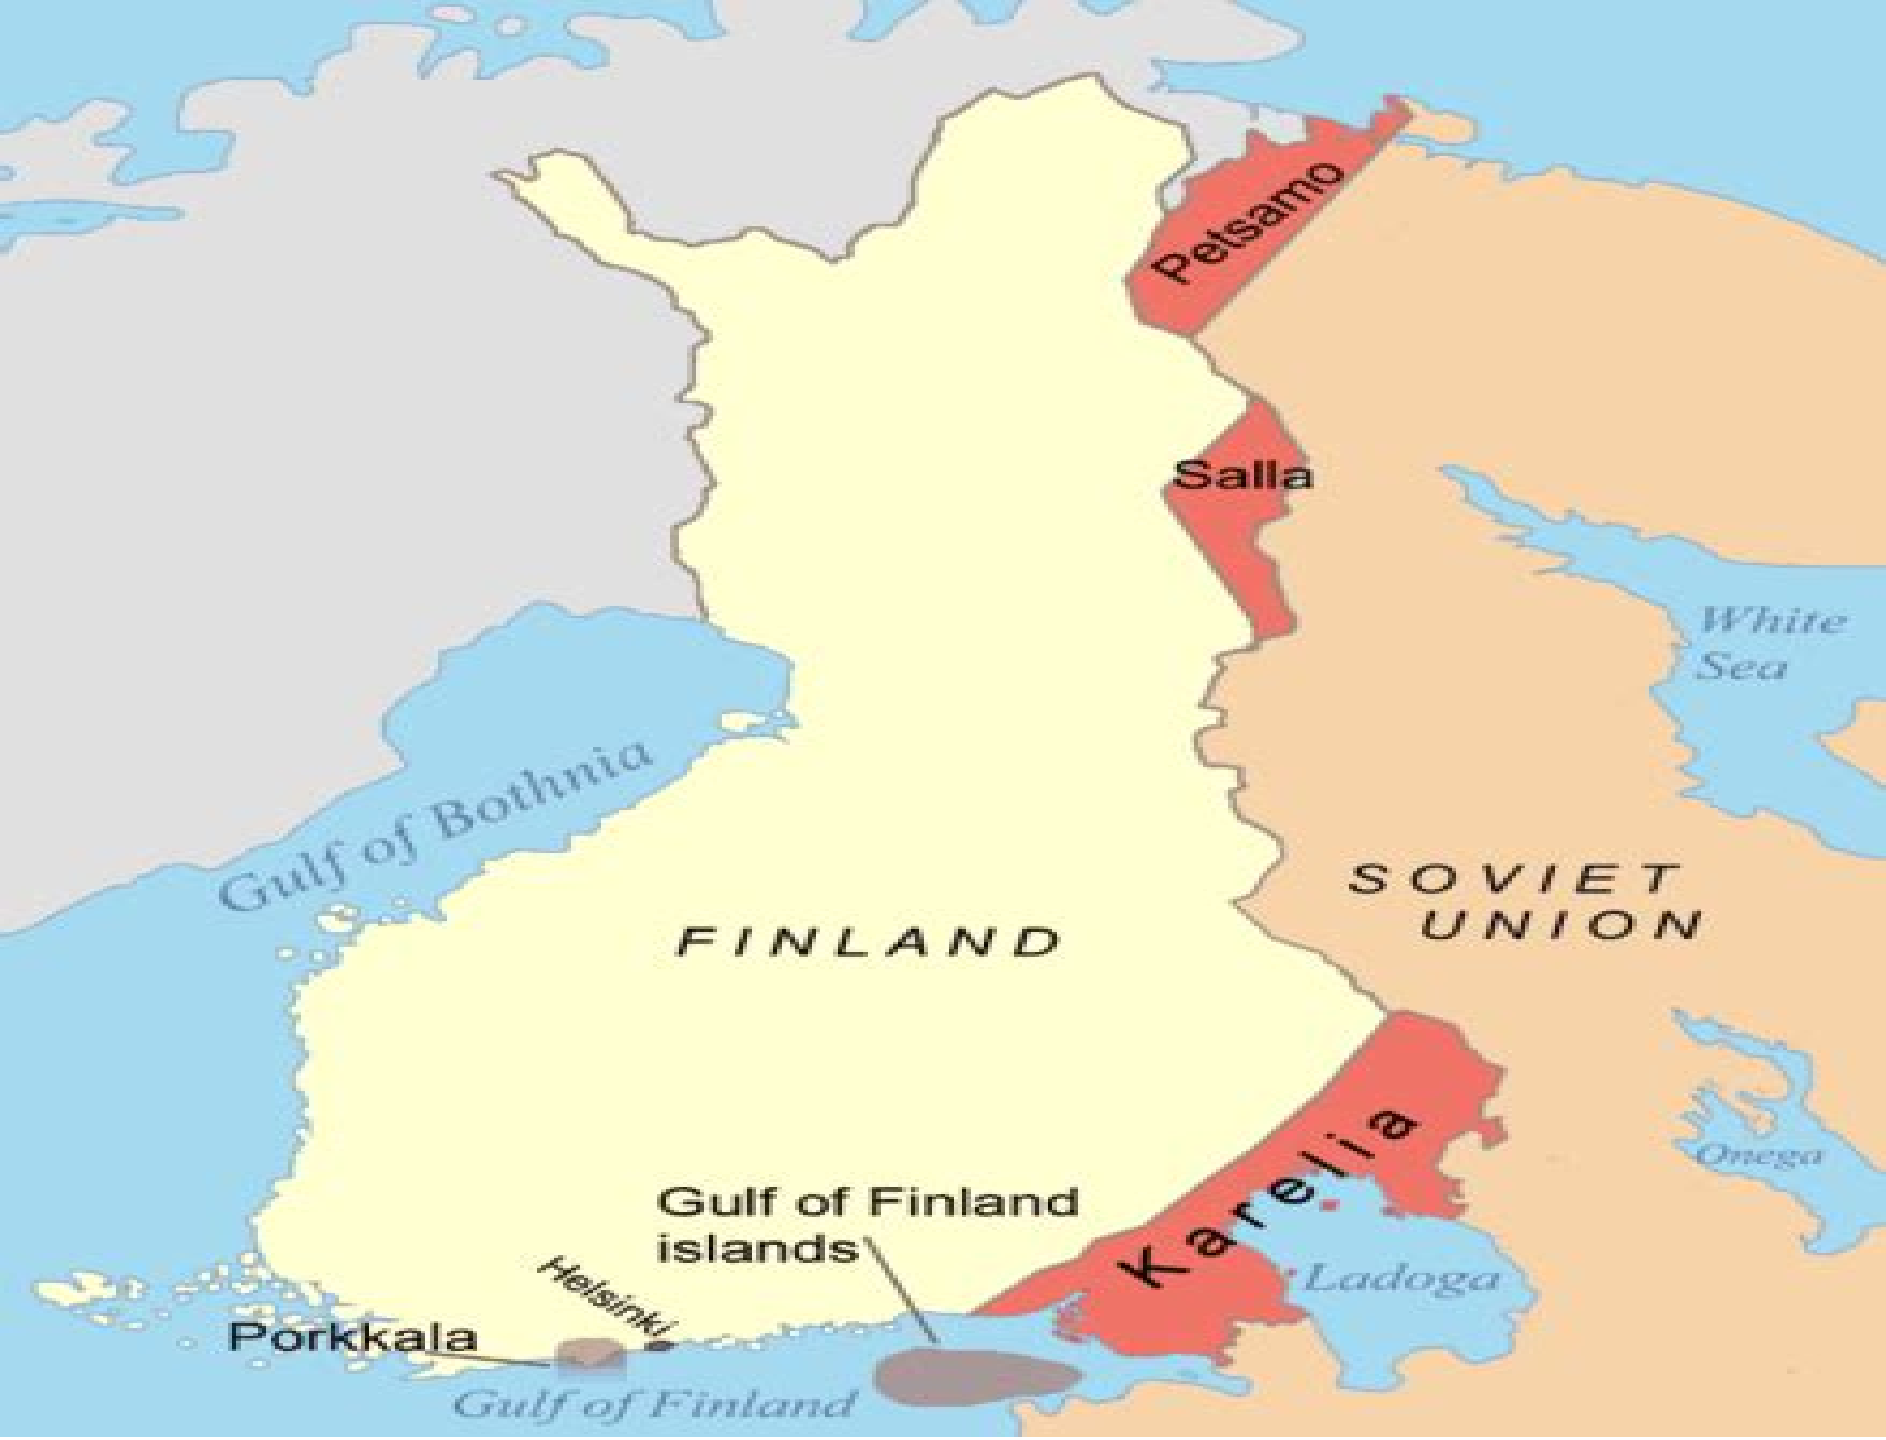 Petsamo
Salla
White
Sea
Gulf of Bothnia
SOVIET
UNION
FINLAND
Karelia
Onega
Gulf of Finland
islands
Helsinki
Ladoga
Porkkala
Gulf of Finland